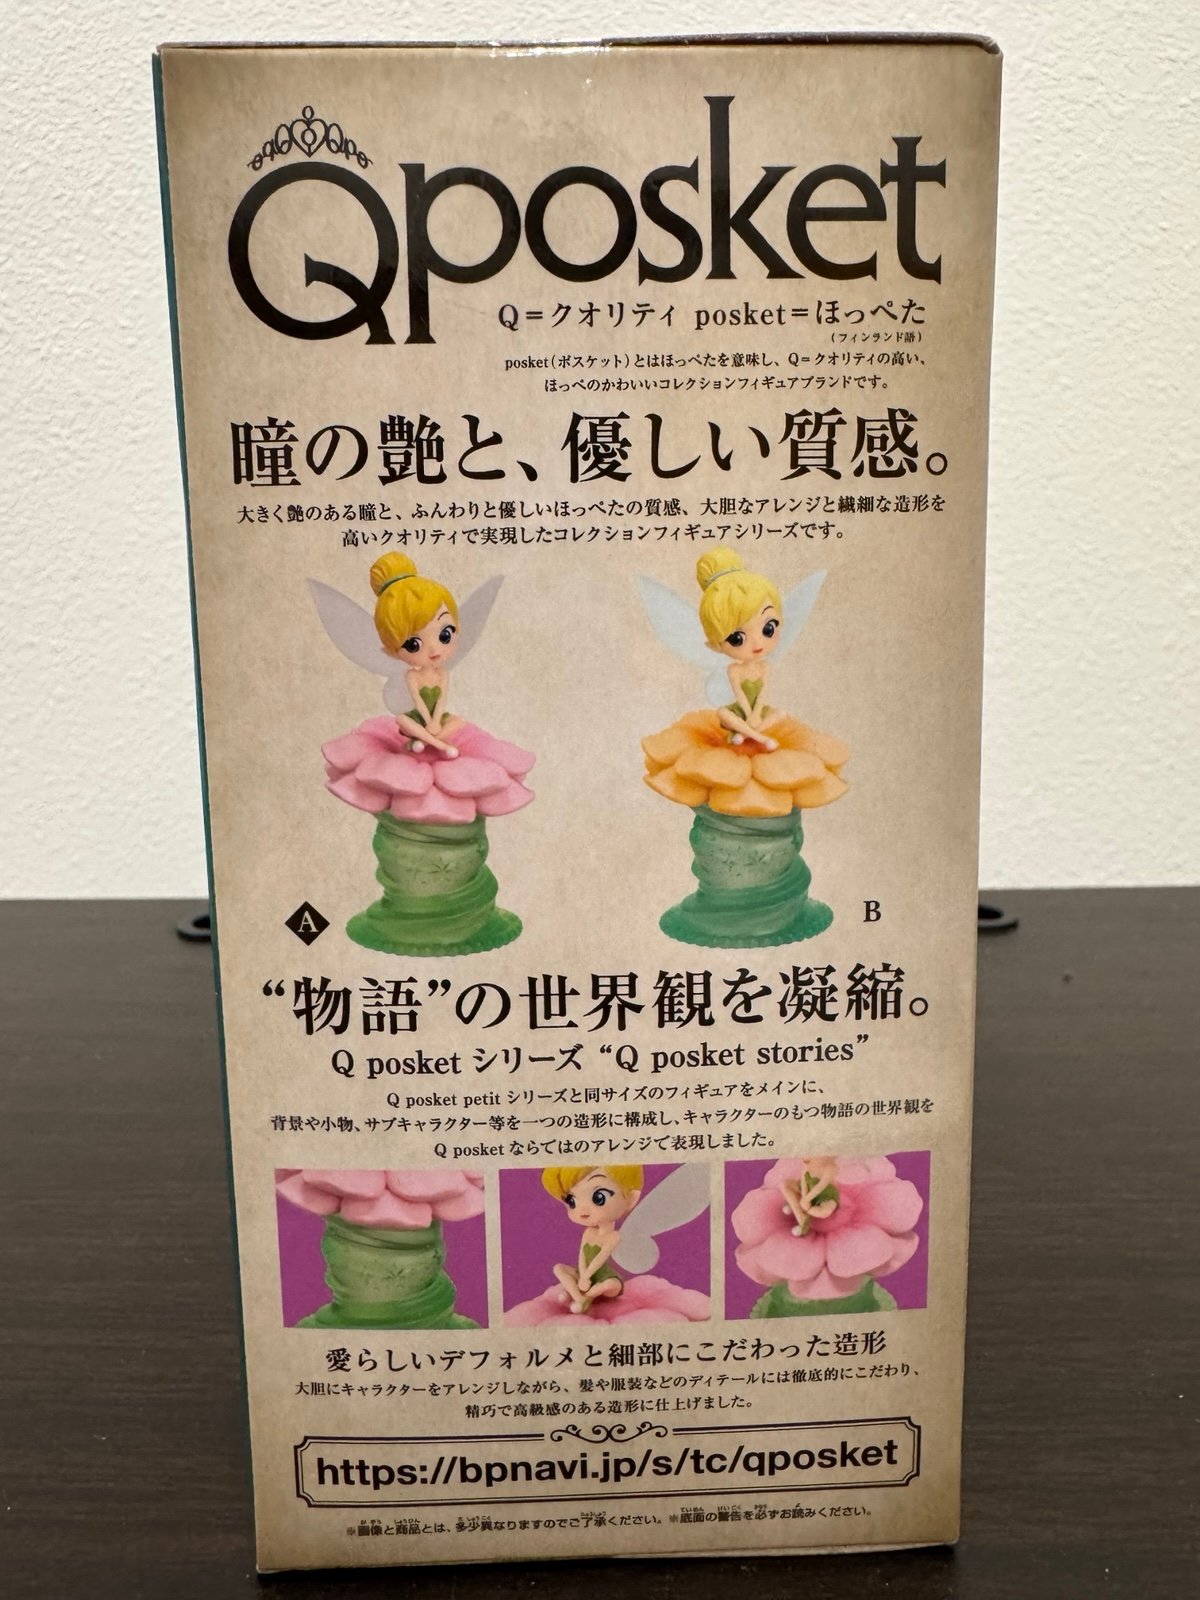 Qposket
Q=クオリティ posket=ほっぺた
(フィンランド語)
posket(ポスケット)とはほっぺたを意味し、Q=クオリティの高い、
ほっぺのかわいいコレクションフィギュアブランドです。
瞳の艶と、優しい質感。
大きく艶のある瞳と、ふんわりと優しいほっぺたの質感、大胆なアレンジと繊細な造形を
高いクオリティで実現したコレクションフィギュアシリーズです。
A
B
“物語”の世界観を凝縮。
Q posket シリーズ “Q posket stories”
Q posket petit シリーズと同サイズのフィギュアをメインに、
背景や小物、サブキャラクター等を一つの造形に構成し、キャラクターのもつ物語の世界観を
Q posket ならではのアレンジで表現しました。
愛らしいデフォルメと細部にこだわった造形
大胆にキャラクターをアレンジしながら、髪や服装などのディテールには徹底的にこだわり、
精巧で高級感のある造形に仕上げました。
https://bpnavi.jp/s/tc/qposket
※画像と商品とは、多少異なりますのでご了承ください。 ※底面の警告を必ずお読みください。